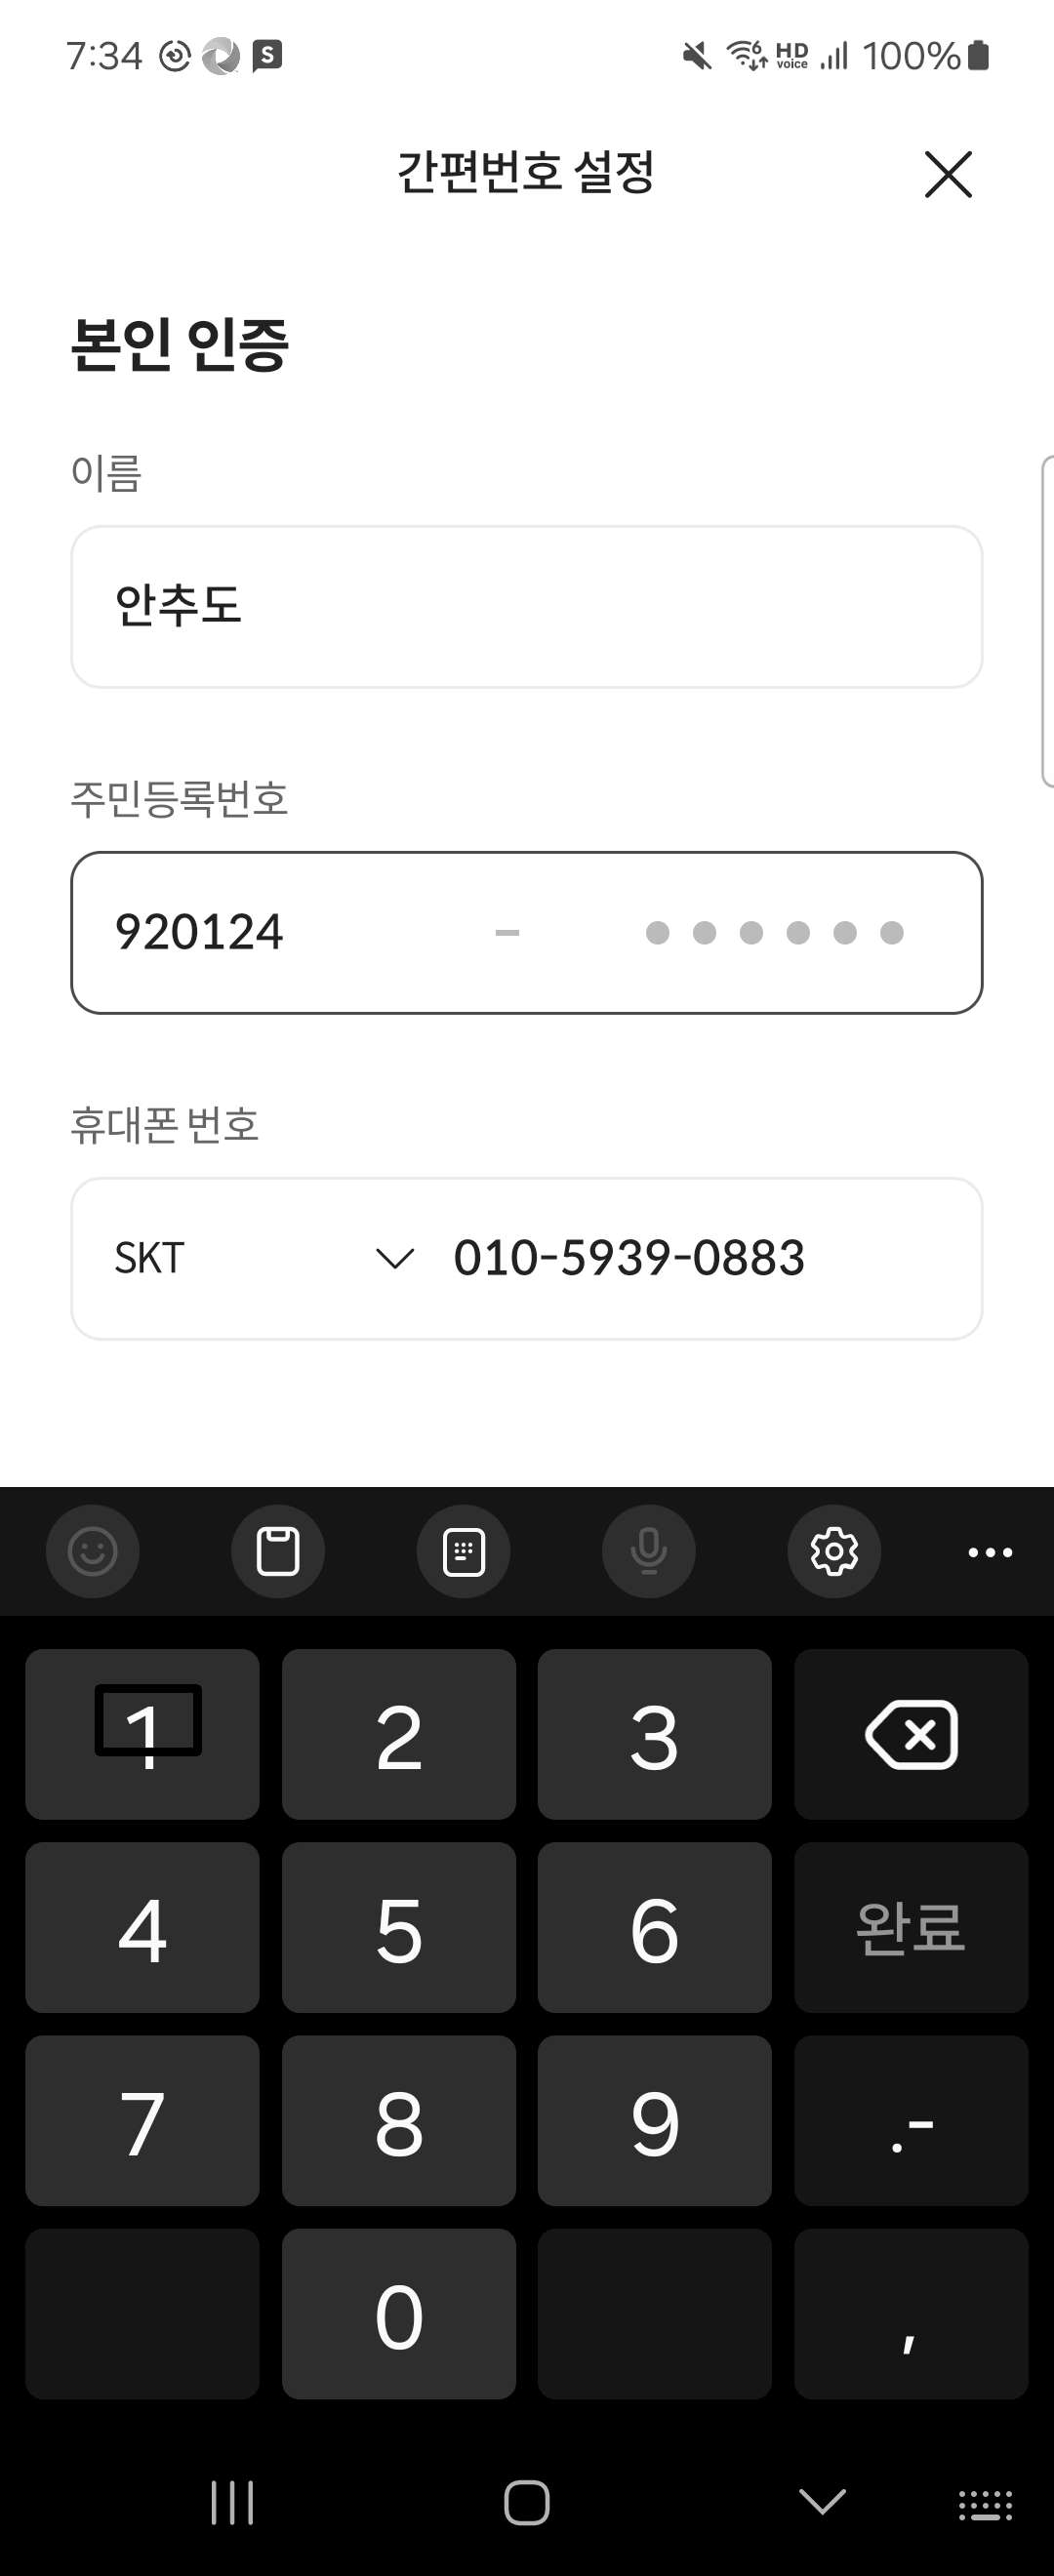 7:34 S 6 HD voice 100%
간편번호 설정
본인 인증
이름
안추도
주민등록번호
920124 - ●●●●●●
휴대폰 번호
SKT 010-5939-0883
1 2 3
4 5 6 완료
7 8 9 .-
0 ,